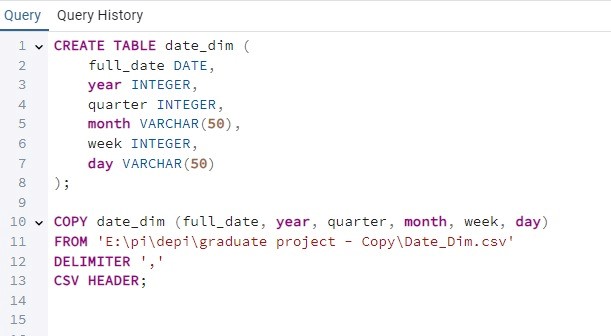 Query Query History
1 CREATE TABLE date_dim (
2 full_date DATE,
3 year INTEGER,
4 quarter INTEGER,
5 month VARCHAR(50),
6 week INTEGER,
7 day VARCHAR(50)
8 );
9
10 COPY date_dim (full_date, year, quarter, month, week, day)
11 FROM 'E:\pi\depi\graduate project - Copy\Date_Dim.csv'
12 DELIMITER ','
13 CSV HEADER;
14
15